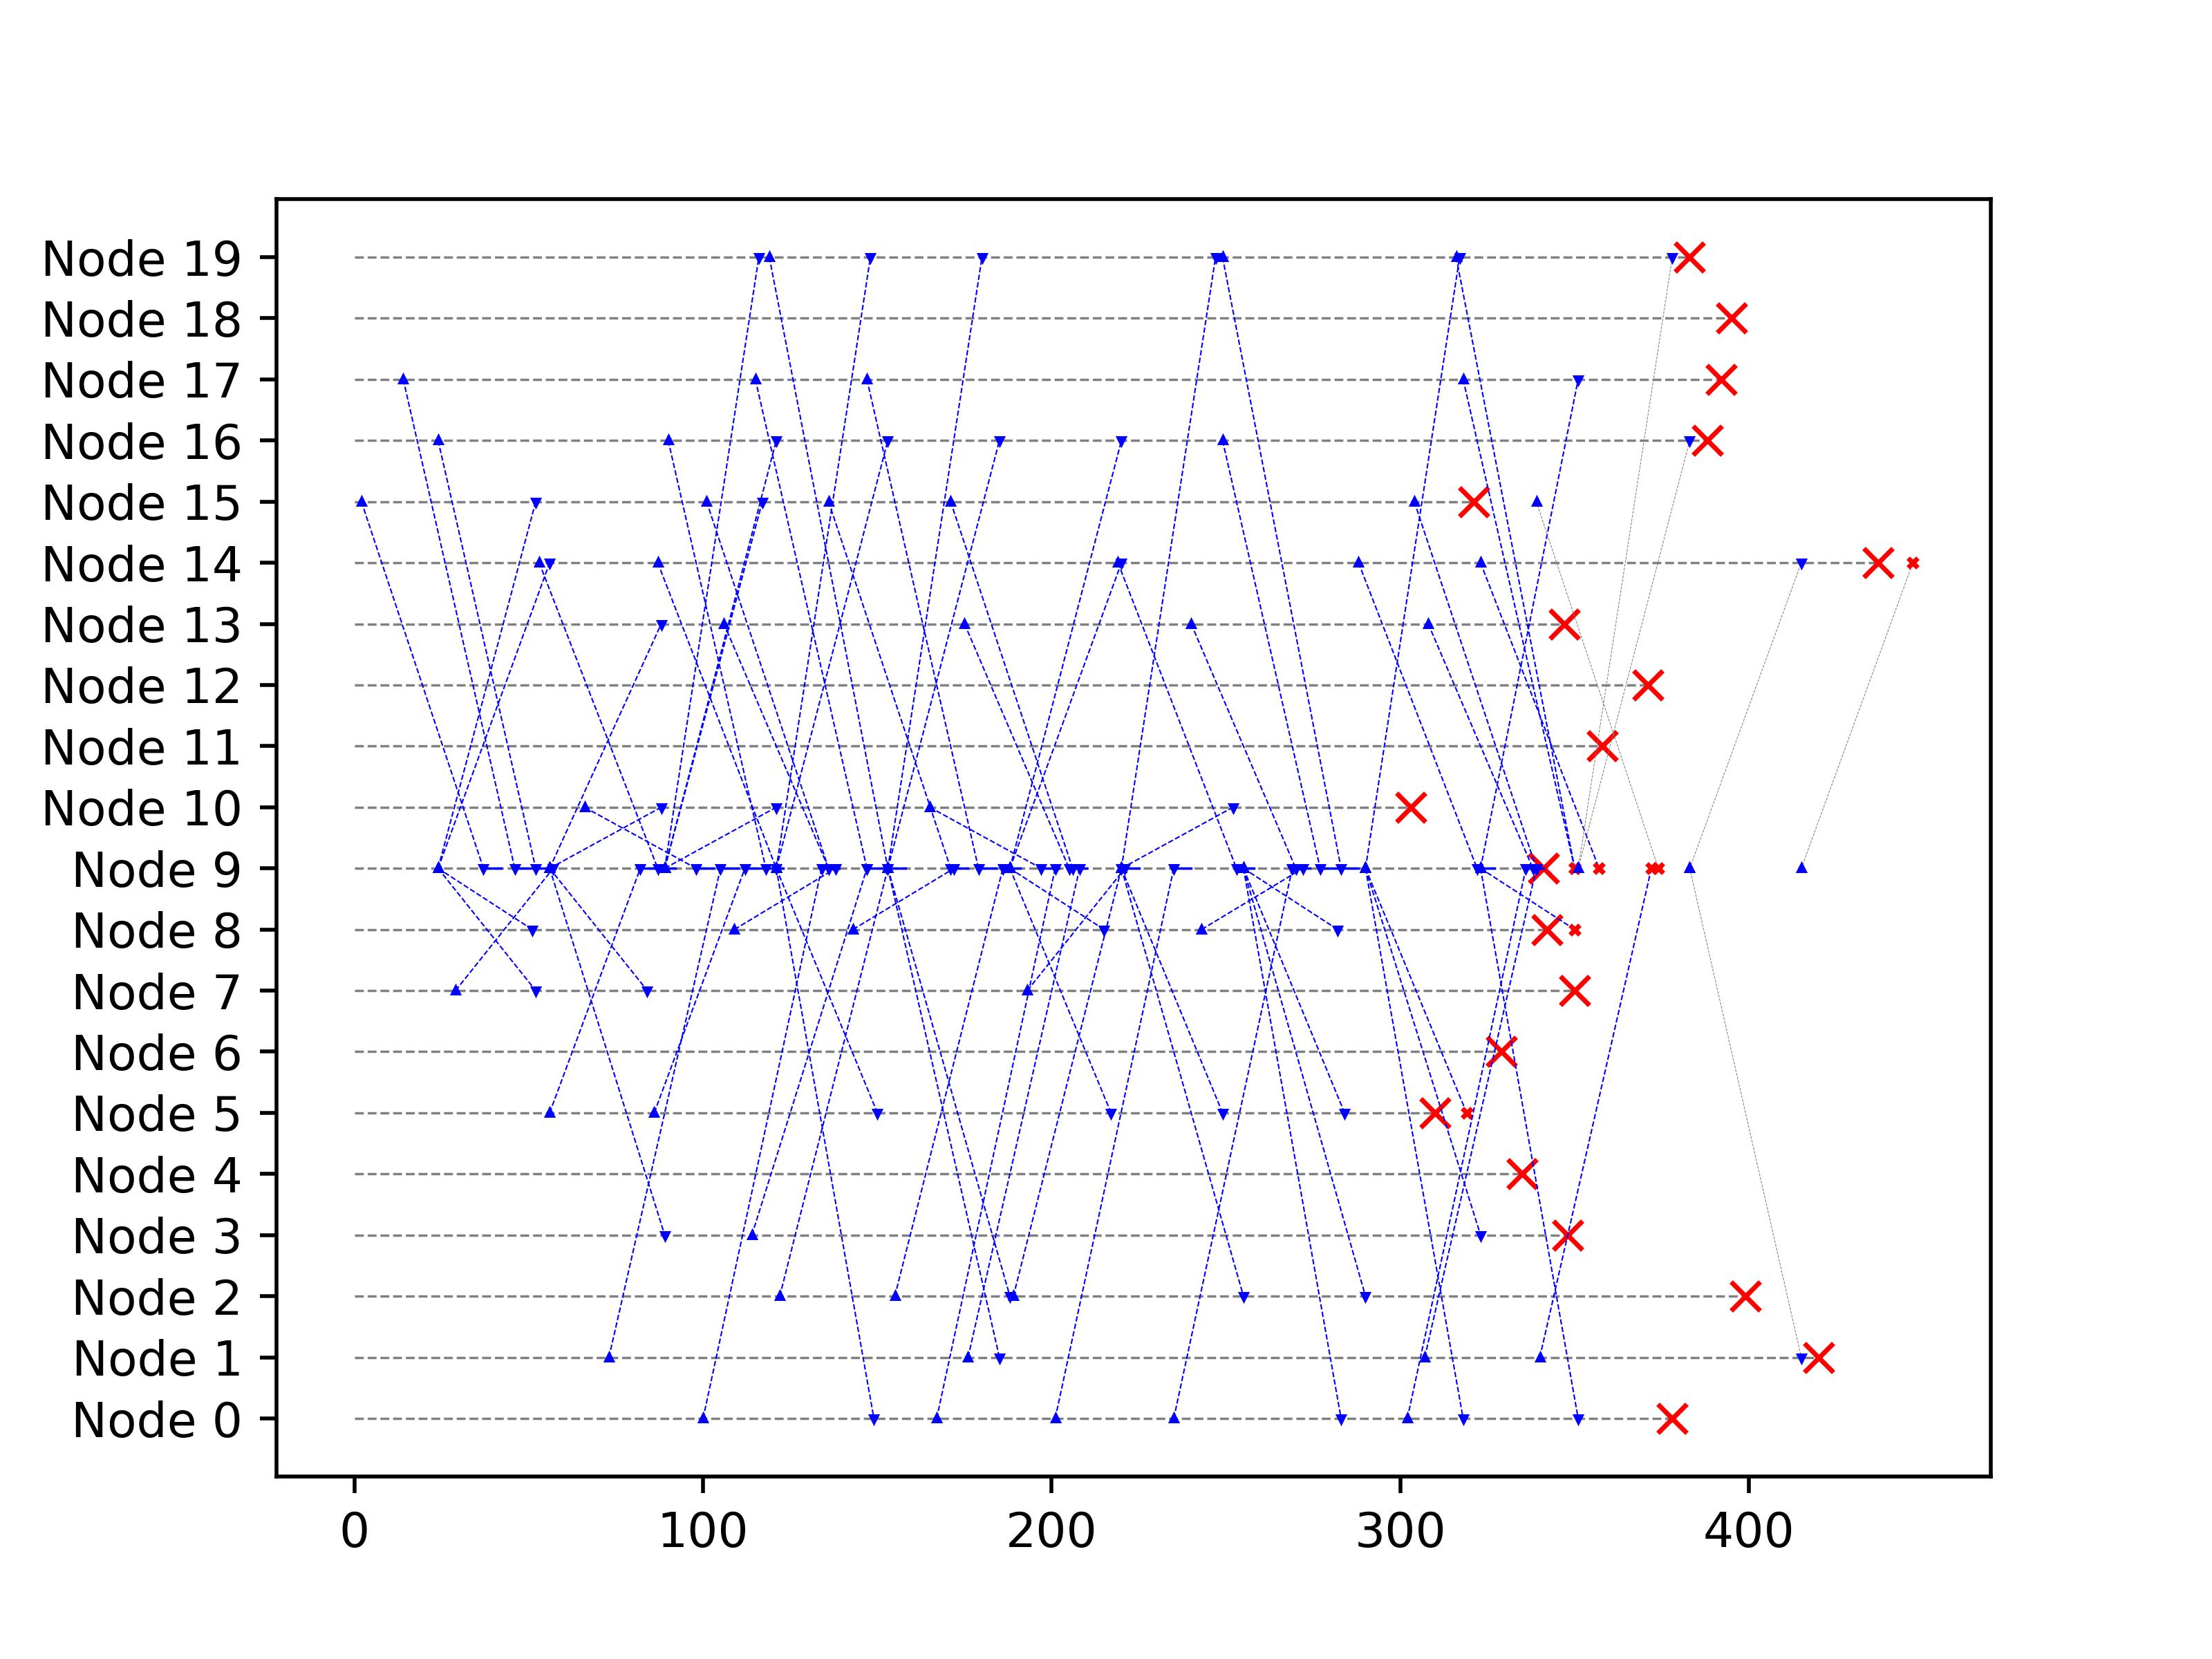 Node 19
Node 18
Node 17
Node 16
Node 15
Node 14
Node 13
Node 12
Node 11
Node 10
Node 9
Node 8
Node 7
Node 6
Node 5
Node 4
Node 3
Node 2
Node 1
Node 0
0 100 200 300 400